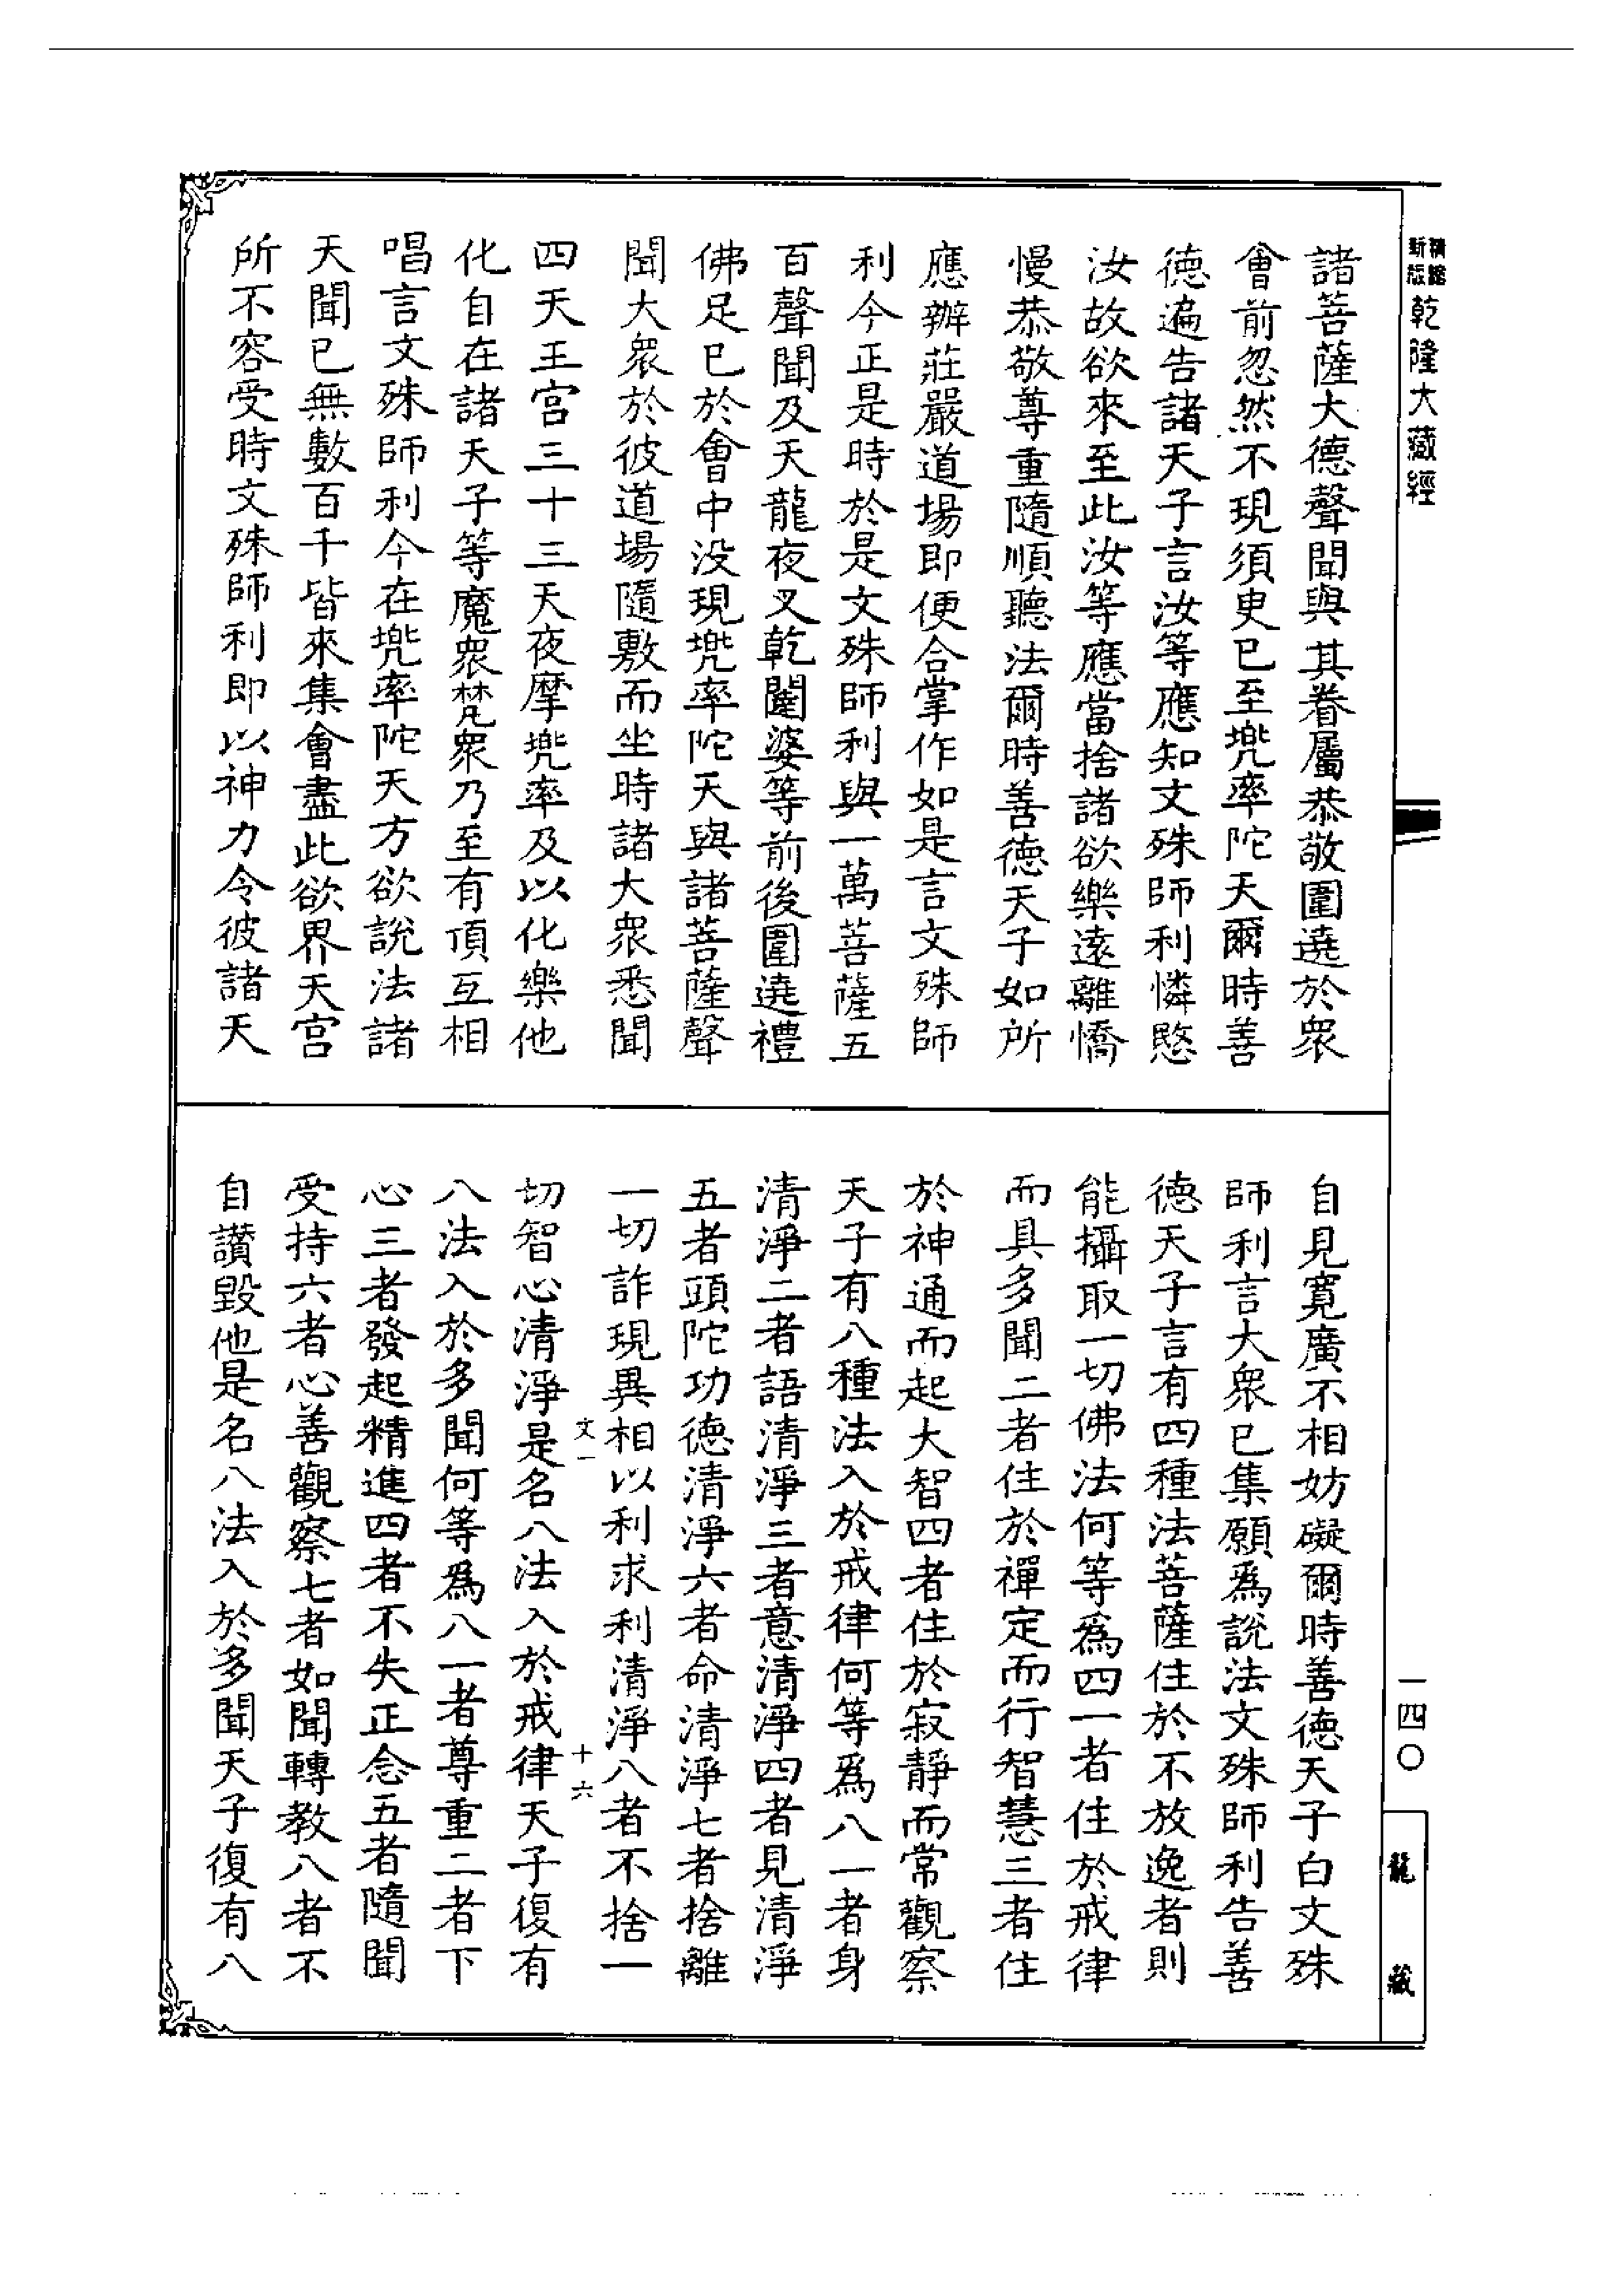 精縮
新編
乾隆大藏經
諸菩薩大德聲聞與其眷屬恭敬圍遶於衆
會前忽然不現須臾已至兠率陀天爾時善
德遍告諸天子言汝等應知文殊師利憐愍
汝故欲來至此汝等應當捨諸欲樂遠離憍
慢恭敬尊重隨順聽法爾時善德天子如所
應辦莊嚴道場即便合掌作如是言文殊師
利今正是時於是文殊師利與一萬菩薩五
百聲聞及天龍夜叉乾闥婆等前後圍遶禮
佛足已於會中没現兠率陀天與諸菩薩聲
聞大衆於彼道場隨敷而坐時諸大衆悉聞
四天王宫三十三天夜摩兠率及以化樂他
化自在諸天子等魔衆梵衆乃至有頂互相
唱言文殊師利今在兠率陀天方欲說法諸
天聞已無數百千皆來集會盡此欲界天宫
所不容受時文殊師利即以神力令彼諸天
自見寬廣不相妨礙爾時善德天子白文殊
師利言大衆已集願爲說法文殊師利告善
德天子言有四種法菩薩住於不放逸者則
能攝取一切佛法何等爲四一者住於戒律
而具多聞二者住於禪定而行智慧三者住
於神通而起大智四者住於寂靜而常觀察
天子有八種法入於戒律何等爲八一者身
清淨二者語清淨三者意清淨四者見清淨
五者頭陀功德清淨六者命清淨七者捨離
一切詐現異相以利求利清淨八者不捨一
文一
十六
切智心清淨是名八法入於戒律天子復有
八法入於多聞何等爲八一者尊重二者下
心三者發起精進四者不失正念五者隨聞
受持六者心善觀察七者如聞轉教八者不
自讚毀他是名八法入於多聞天子復有八
一四〇
龍藏